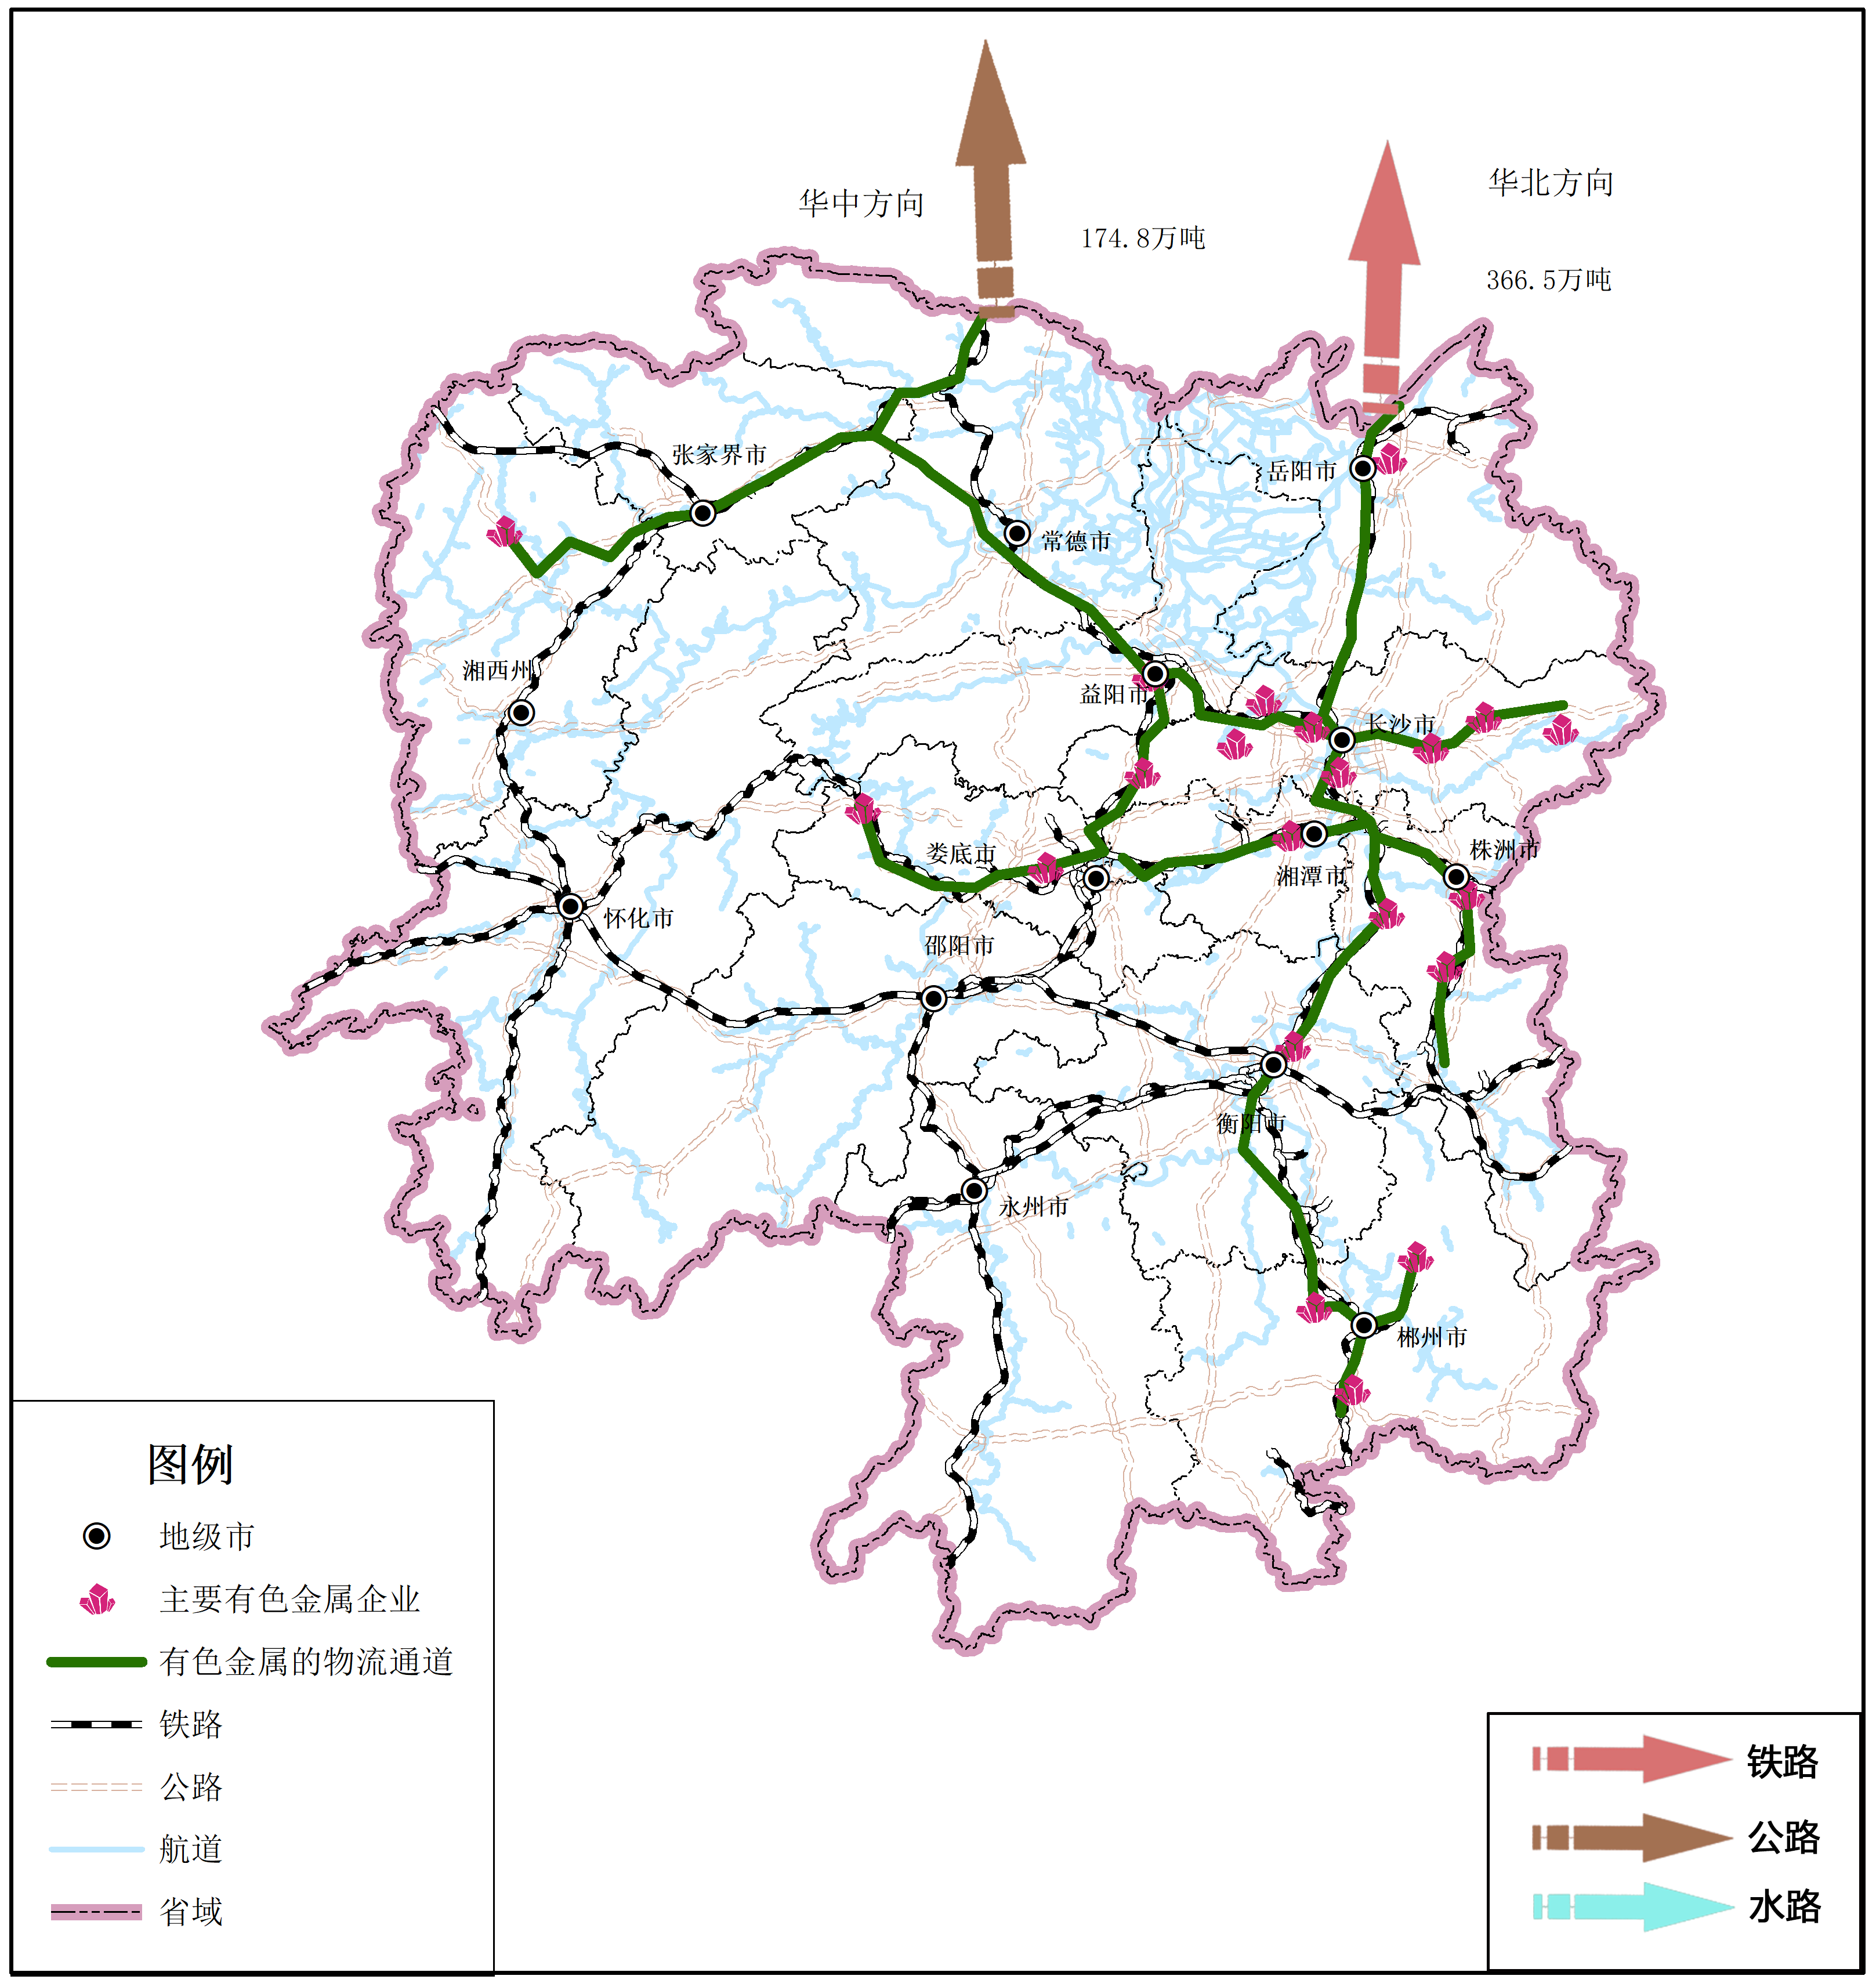 华中方向
174.8万吨
华北方向
366.5万吨
张家界市
岳阳市
常德市
湘西州
益阳市
长沙市
娄底市
湘潭市
株洲市
怀化市
邵阳市
衡阳市
永州市
郴州市
图例
地级市
主要有色金属企业
有色金属的物流通道
铁路
公路
航道
省域
铁路
公路
水路